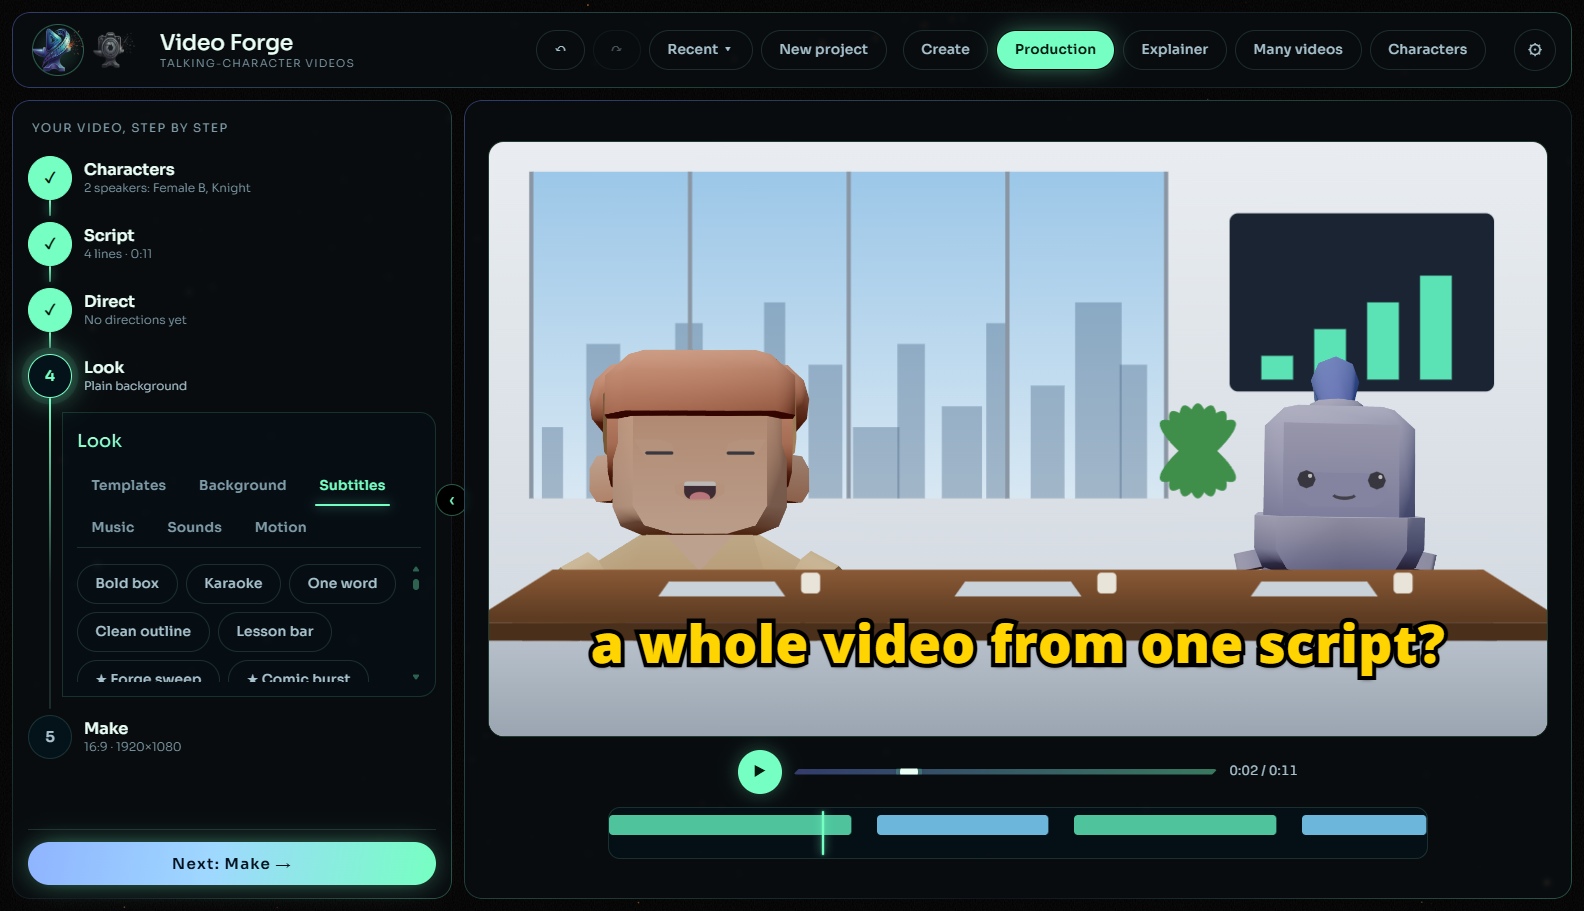 Video Forge
TALKING-CHARACTER VIDEOS
Recent ▾
New project
Create
Production
Explainer
Many videos
Characters
YOUR VIDEO, STEP BY STEP
Characters
2 speakers: Female B, Knight
Script
4 lines · 0:11
Direct
No directions yet
4
Look
Plain background
Look
Templates Background Subtitles
Music Sounds Motion
Bold box Karaoke One word
Clean outline Lesson bar
★ Forge sweep ★ Comic burst
5
Make
16:9 · 1920×1080
Next: Make →
a whole video from one script?
0:02 / 0:11